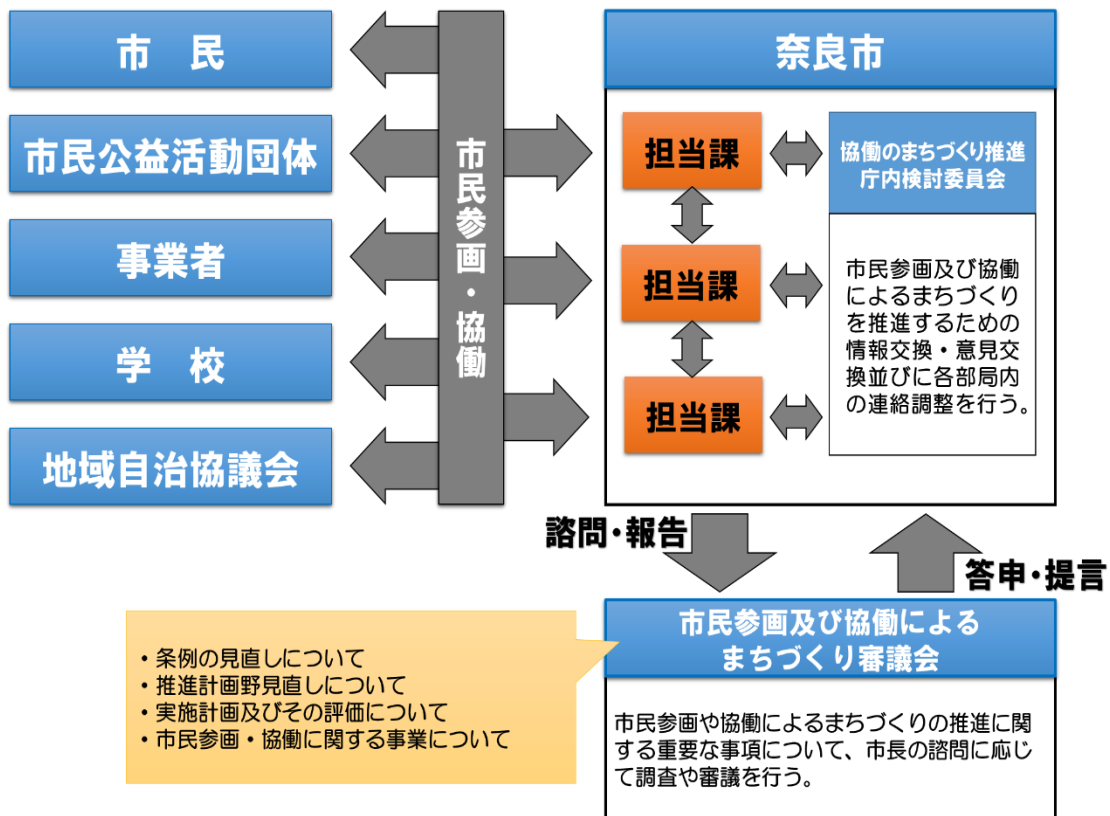 市　民
市民公益活動団体
事業者
学　校
地域自治協議会
市民参画・協働
奈良市
担当課
担当課
担当課
協働のまちづくり推進
庁内検討委員会
市民参画及び協働
によるまちづくり
を推進するための
情報交換・意見交
換並びに各部局内
の連絡調整を行う。
諮問・報告
答申・提言
市民参画及び協働による
まちづくり審議会
市民参画や協働によるまちづくりの推進に関
する重要な事項について、市長の諮問に応じ
て調査や審議を行う。
・条例の見直しについて
・推進計画野見直しについて
・実施計画及びその評価について
・市民参画・協働に関する事業について